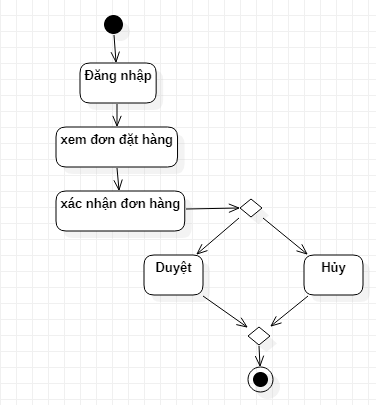 Đăng nhập
xem đơn đặt hàng
xác nhận đơn hàng
Duyệt
Hủy